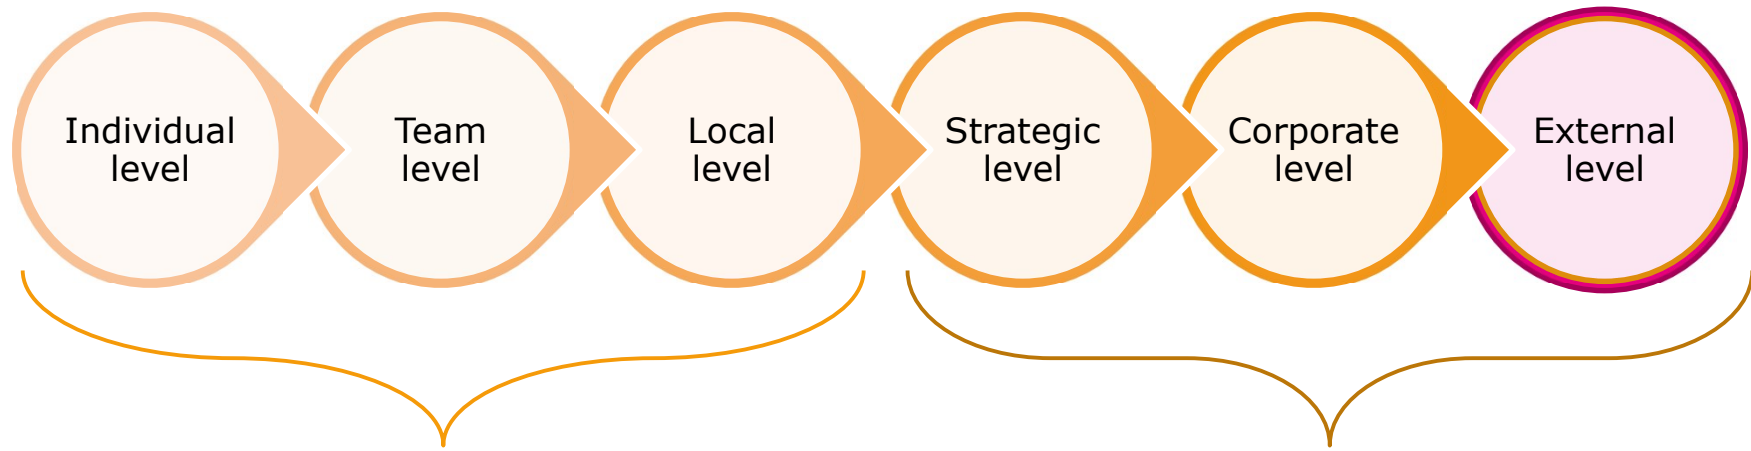 Individual
level
Team
level
Local
level
Strategic
level
Corporate
level
External
level